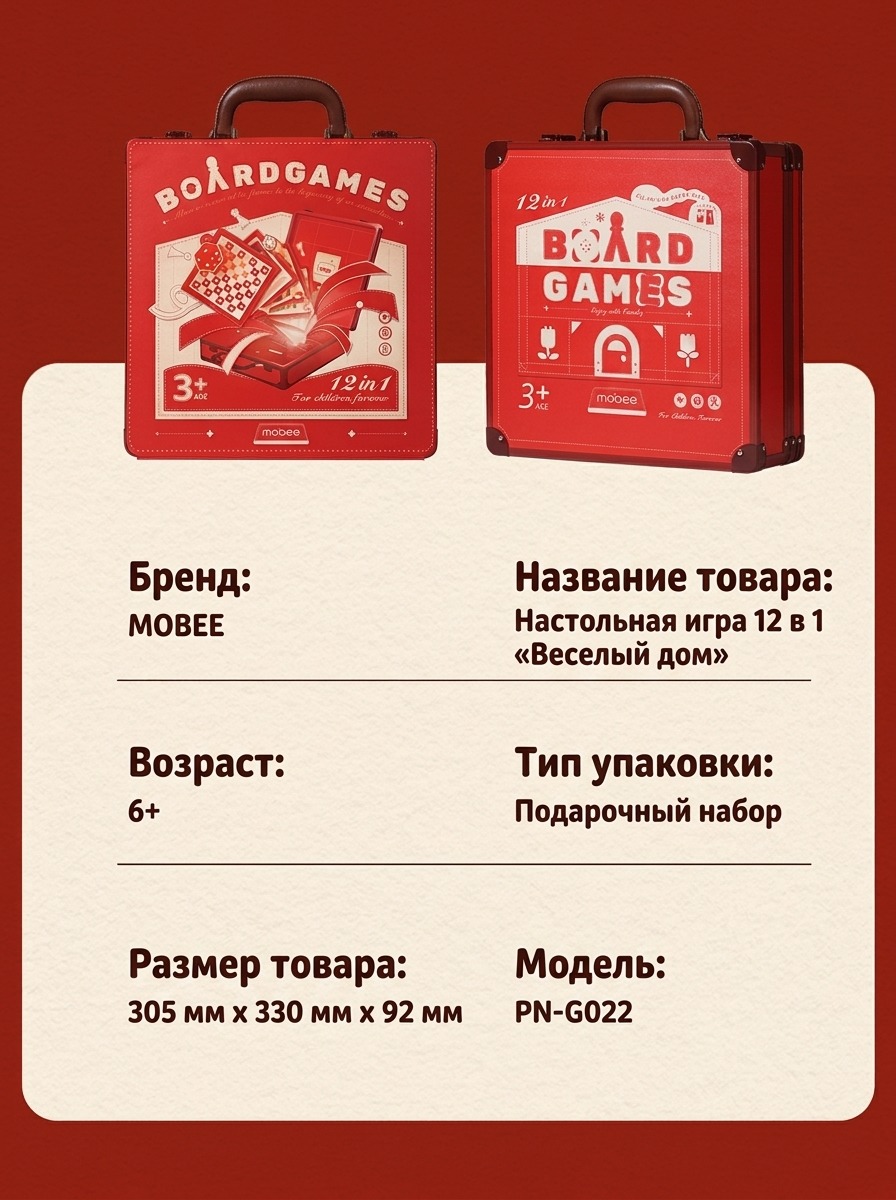 BOARDGAMES
3+
AGE
12 in 1
For children, forever
mobee
12 in 1
BOARD
GAMES
Enjoy with Family
3+
AGE
mobee
For Children, Forever
Бренд:
MOBEE
Название товара:
Настольная игра 12 в 1
«Веселый дом»
Возраст:
6+
Тип упаковки:
Подарочный набор
Размер товара:
305 мм x 330 мм x 92 мм
Модель:
PN-G022